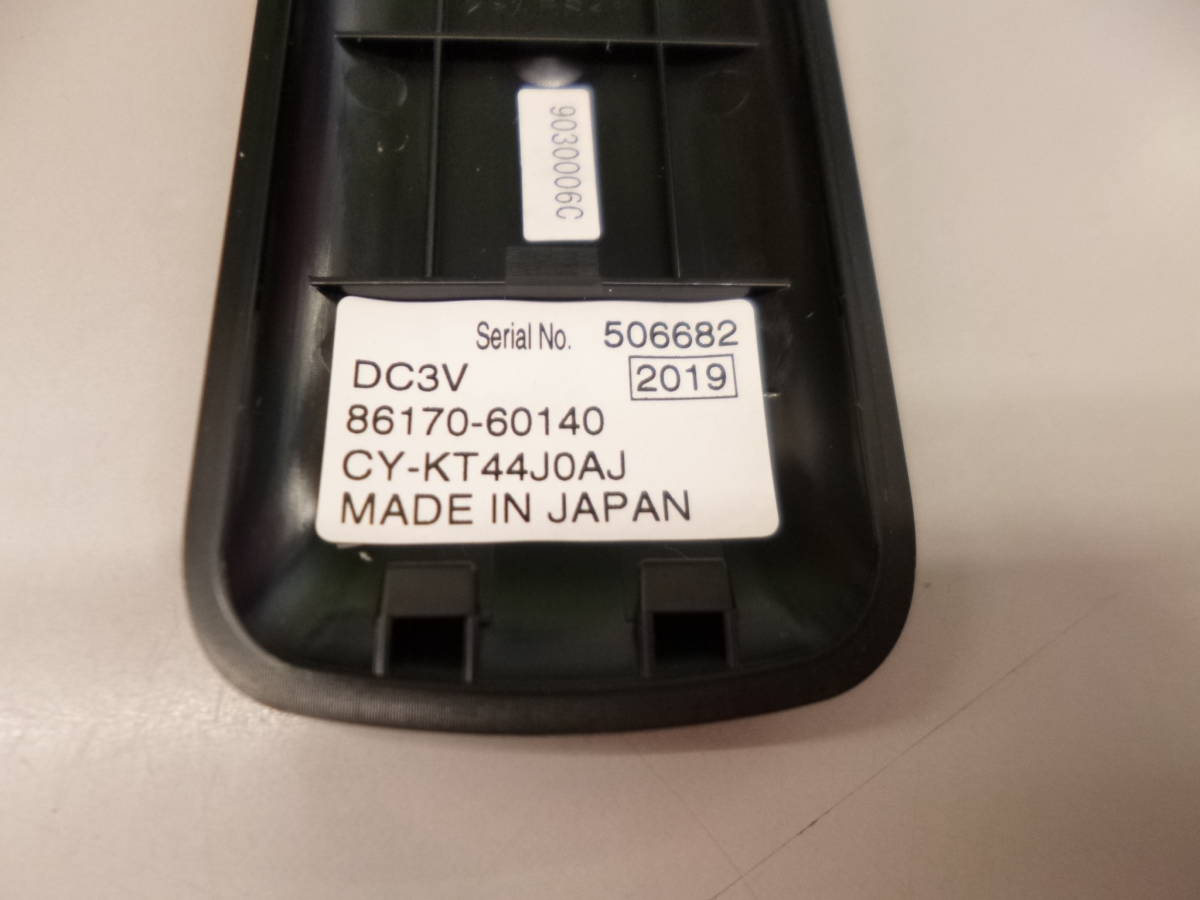 9030006C
Serial No. 506682
DC3V 2019
86170-60140
CY-KT44J0AJ
MADE IN JAPAN